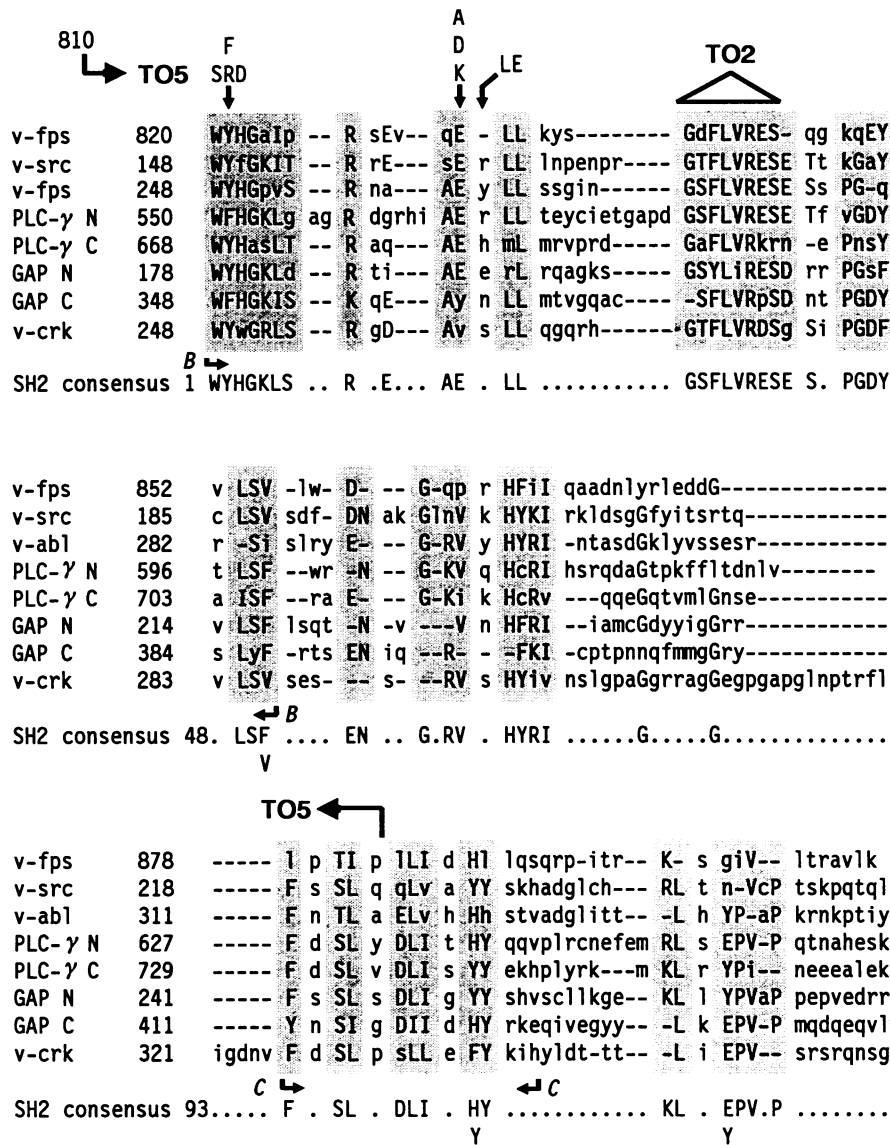 A
810 F D
TO5 SRD K LE TO2
v-fps 820 WYHGaIp -- R sEv-- qE - LL kys--------- GdFLVRES- qg kqEY
v-src 148 WYfGKIT -- R rE--- sE r LL lnpenpr----- GTFLVRESE Tt kGaY
v-fps 248 WYHGpvS -- R na--- AE y LL ssgin------- GSFLVRESE Ss PG-q
PLC-γ N 550 WFHGKLg ag R dgrhi AE r LL teycietgapd GSFLVRESE Tf vGDY
PLC-γ C 668 WYHasLT -- R aq--- AE h mL mrvprd------ GaFLVRkrn -e PnsY
GAP N 178 WYHGKLd -- R ti--- AE e rL rqagks------ GSYLiRESD rr PGsF
GAP C 348 WFHGKIS -- K qE--- Ay n LL mtvgqac----- -SFLVRpSD nt PGDY
v-crk 248 WYwGRLS -- R gD--- Av s LL qgqrh------- GTFLVRDSg Si PGDF
B
SH2 consensus 1 WYHGKLS .. R .E... AE . LL ........... GSFLVRESE S. PGDY
v-fps 852 v LSV -lw- D- -- G-qp r HFiI qaadnlyrleddG--------------
v-src 185 c LSV sdf- DN ak GlnV k HYKI rkldsgGfyitsrtq-------------
v-abl 282 r -Si slry E- -- G-RV y HYRI -ntasdGklyvssesr-------------
PLC-γ N 596 t LSF --wr -N -- G-KV q HcRI hsrqdaGtpkffltdnlv----------
PLC-γ C 703 a ISF --ra E- -- G-Ki k HcRv ---qqeGqtvmlGnse-------------
GAP N 214 v LSF lsqt -N -v ---V n HFRI --iamcGdyyigGrr--------------
GAP C 384 s LyF -rts EN iq --R- - -FKI -cptpnnqfmmgGry--------------
v-crk 283 v LSV ses- -- s- --RV s HYiv nslgpaGgrragGegpgapglnptrfl
B
SH2 consensus 48. LSF .... EN .. G.RV . HYRI ......G.....G..............
V
TO5
v-fps 878 ----- l p TI p lLI d Hl lqsqrp-itr-- K- s giV-- ltravlk
v-src 218 ----- F s SL q qLv a YY skhadglch--- RL t n-VcP tskpqtql
v-abl 311 ----- F n TL a ELv h Hh stvadglitt-- -L h YP-aP krnkptiy
PLC-γ N 627 ----- F d SL y DLI t HY qqvplrcnefem RL s EPV-P qtnahesk
PLC-γ C 729 ----- F d SL v DLI s YY ekhplyrk---m KL r YPi-- neeealek
GAP N 241 ----- F s SL s DLI g YY shvscllkge-- KL l YPVaP pepvedrr
GAP C 411 ----- Y n SI g DII d HY rkeqivegyy-- -L k EPV-P mqdqeqvl
v-crk 321 igdnv F d SL p sLL e FY kihyldt-tt-- -L i EPV-- srsrqnsg
C C
SH2 consensus 93..... F . SL . DLI . HY ............ KL . EPV.P ........
Y Y